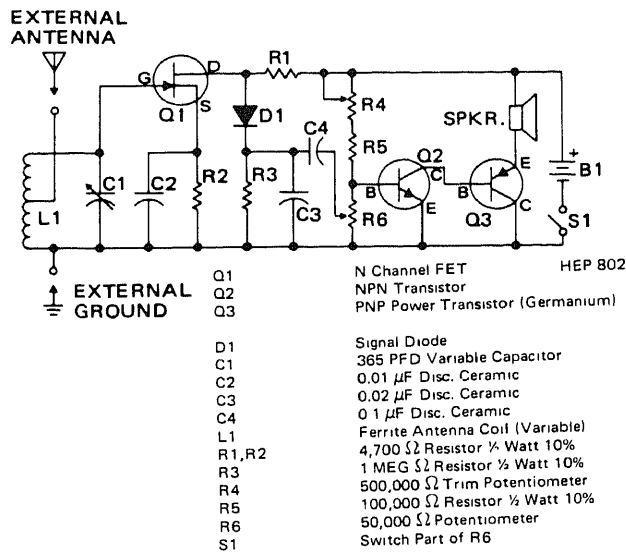 EXTERNAL
ANTENNA
G
D
S
Q1
R1
D1
C4
R4
R5
SPKR.
+
B1
Q2
C
B
E
E
B
C
Q3
S1
C1
C2
R2
R3
C3
R6
L1
EXTERNAL
GROUND
Q1 N Channel FET HEP 802
Q2 NPN Transistor
Q3 PNP Power Transistor (Germanium)
D1 Signal Diode
C1 365 PFD Variable Capacitor
C2 0.01 µF Disc. Ceramic
C3 0.02 µF Disc. Ceramic
C4 0 1 µF Disc. Ceramic
L1 Ferrite Antenna Coil (Variable)
R1,R2 4,700 Ω Resistor Watt 10%
R3 1 MEG Ω Resistor ½ Watt 10%
R4 500,000 Ω Trim Potentiometer
R5 100,000 Ω Resistor ½ Watt 10%
R6 50,000 Ω Potentiometer
S1 Switch Part of R6